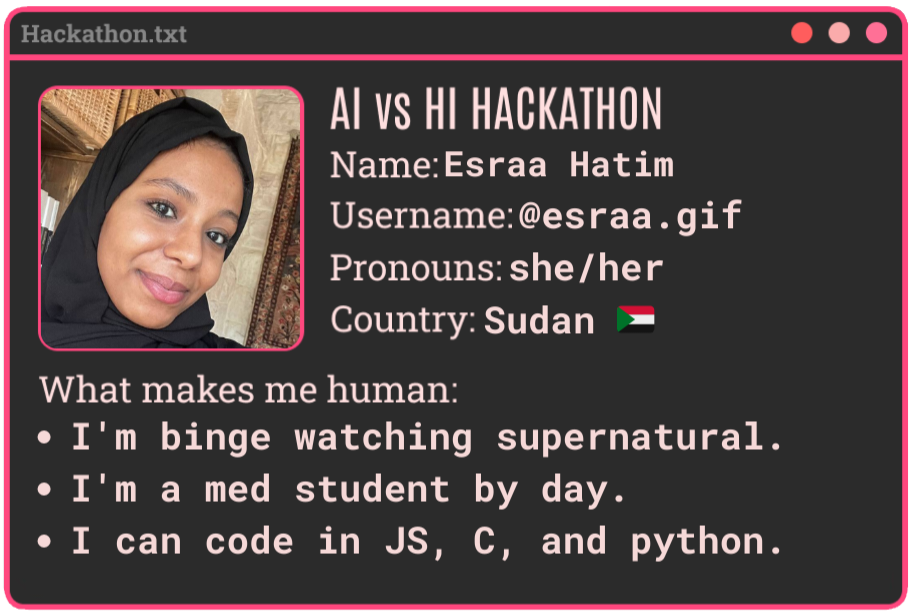 Hackathon.txt
AI vs HI HACKATHON
Name: Esraa Hatim
Username: @esraa.gif
Pronouns: she/her
Country: Sudan 🇸🇩
What makes me human:
• I'm binge watching supernatural.
• I'm a med student by day.
• I can code in JS, C, and python.